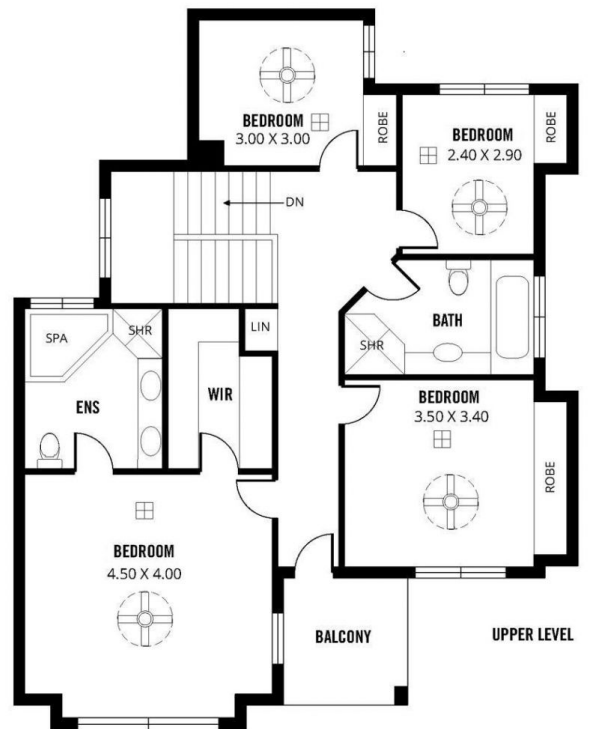 BEDROOM
3.00 X 3.00
ROBE
BEDROOM
2.40 X 2.90
ROBE
DN
SPA
SHR
LIN
BATH
SHR
ENS
WIR
BEDROOM
3.50 X 3.40
ROBE
BEDROOM
4.50 X 4.00
BALCONY
UPPER LEVEL